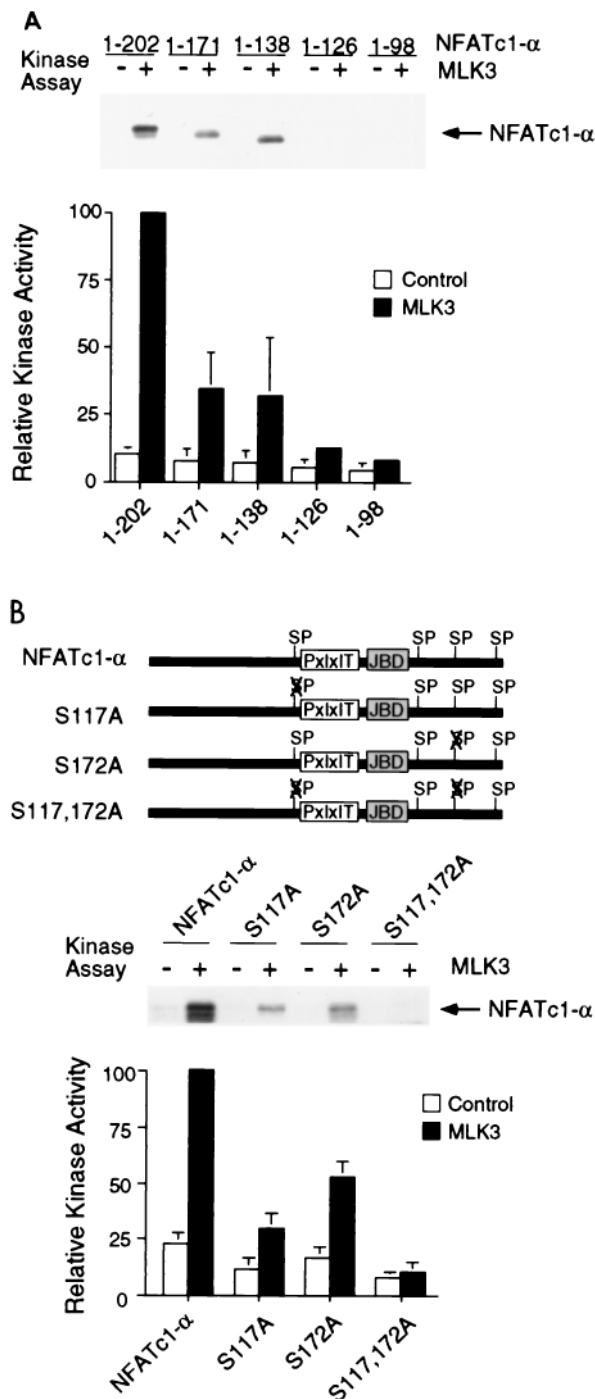 A
1-202 1-171 1-138 1-126 1-98 NFATc1-α
Kinase Assay - + - + - + - + - + MLK3
NFATc1-α
Relative Kinase Activity
100
75
50
25
0
Control
MLK3
1-202 1-171 1-138 1-126 1-98
B
SP SP SP SP
NFATc1-α PxIxIT JBD
SP SP SP SP
S117A PxIxIT JBD
SP SP SP SP
S172A PxIxIT JBD
SP SP SP SP
S117,172A PxIxIT JBD
NFATc1-α S117A S172A S117,172A
Kinase Assay - + - + - + - + MLK3
NFATc1-α
Relative Kinase Activity
100
75
50
25
0
Control
MLK3
NFATc1-α S117A S172A S117,172A